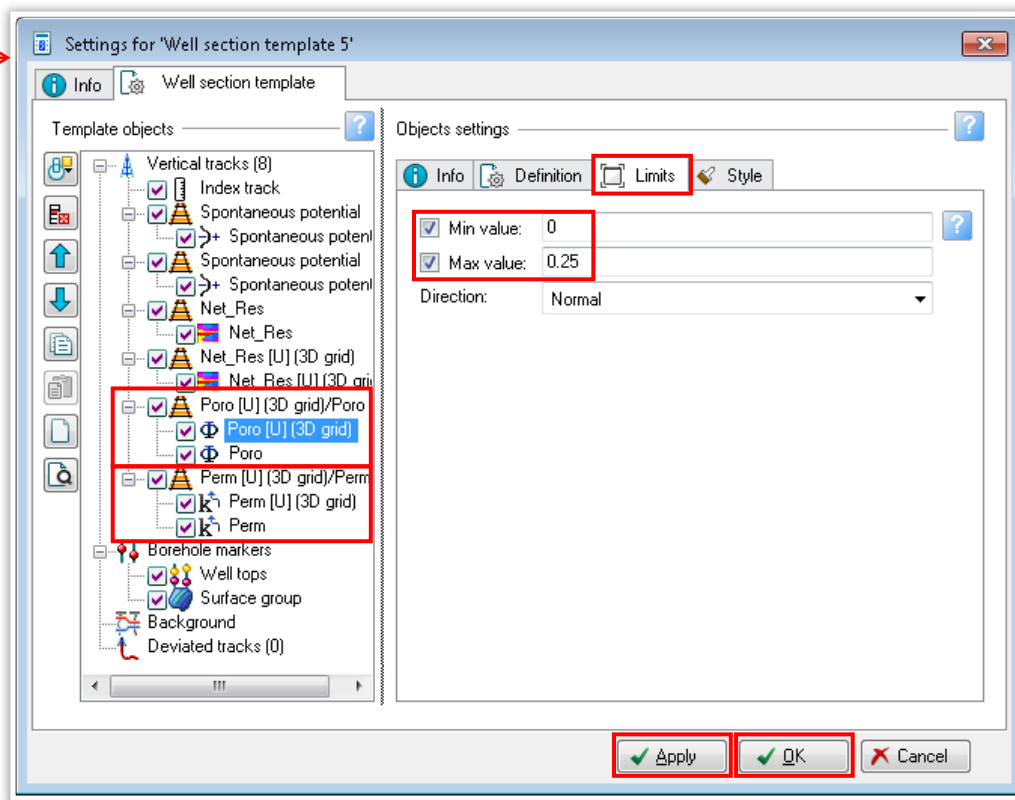 Settings for 'Well section template 5'
Info
Well section template
Template objects
Vertical tracks (8)
Index track
Spontaneous potential
Spontaneous potent
Spontaneous potential
Spontaneous potent
Net_Res
Net_Res
Net_Res [U] (3D grid)
Net_Res [U] (3D gri
Poro [U] (3D grid)/Poro
Poro [U] (3D grid)
Poro
Perm [U] (3D grid)/Perm
Perm [U] (3D grid)
Perm
Borehole markers
Well tops
Surface group
Background
Deviated tracks (0)
Objects settings
Info
Definition
Limits
Style
Min value: 0
Max value: 0.25
Direction: Normal
Apply
OK
Cancel